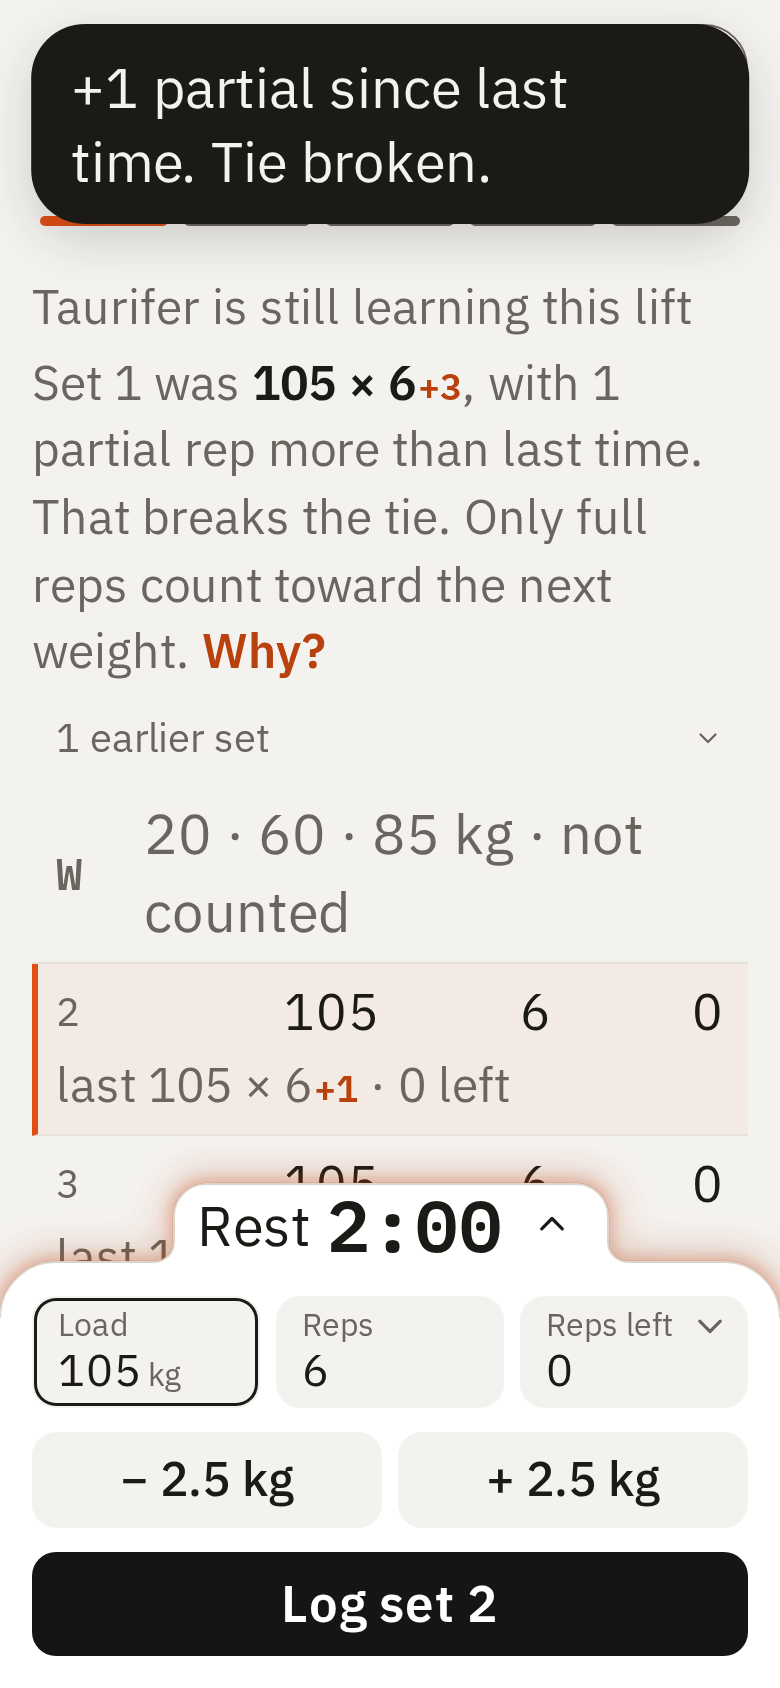 +1 partial since last
time. Tie broken.
Taurifer is still learning this lift
Set 1 was 105 × 6+3, with 1
partial rep more than last time.
That breaks the tie. Only full
reps count toward the next
weight. Why?
1 earlier set
W 20 · 60 · 85 kg · not
counted
2 105 6 0
last 105 × 6+1 · 0 left
3 105 6 0
last 1
Rest 2:00
Load Reps Reps left
105 kg 6 0
− 2.5 kg + 2.5 kg
Log set 2